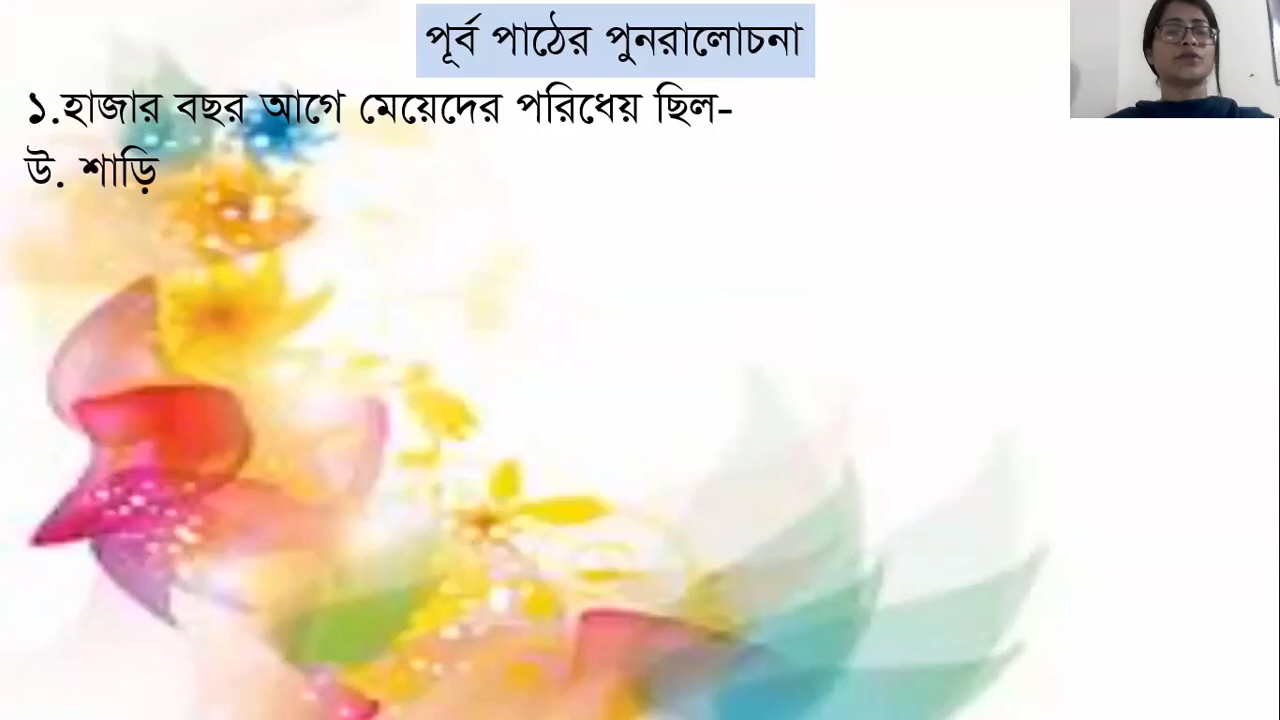 পূর্ব পাঠের পুনরালোচনা
১.হাজার বছর আগে মেয়েদের পরিধেয় ছিল-
উ. শাড়ি